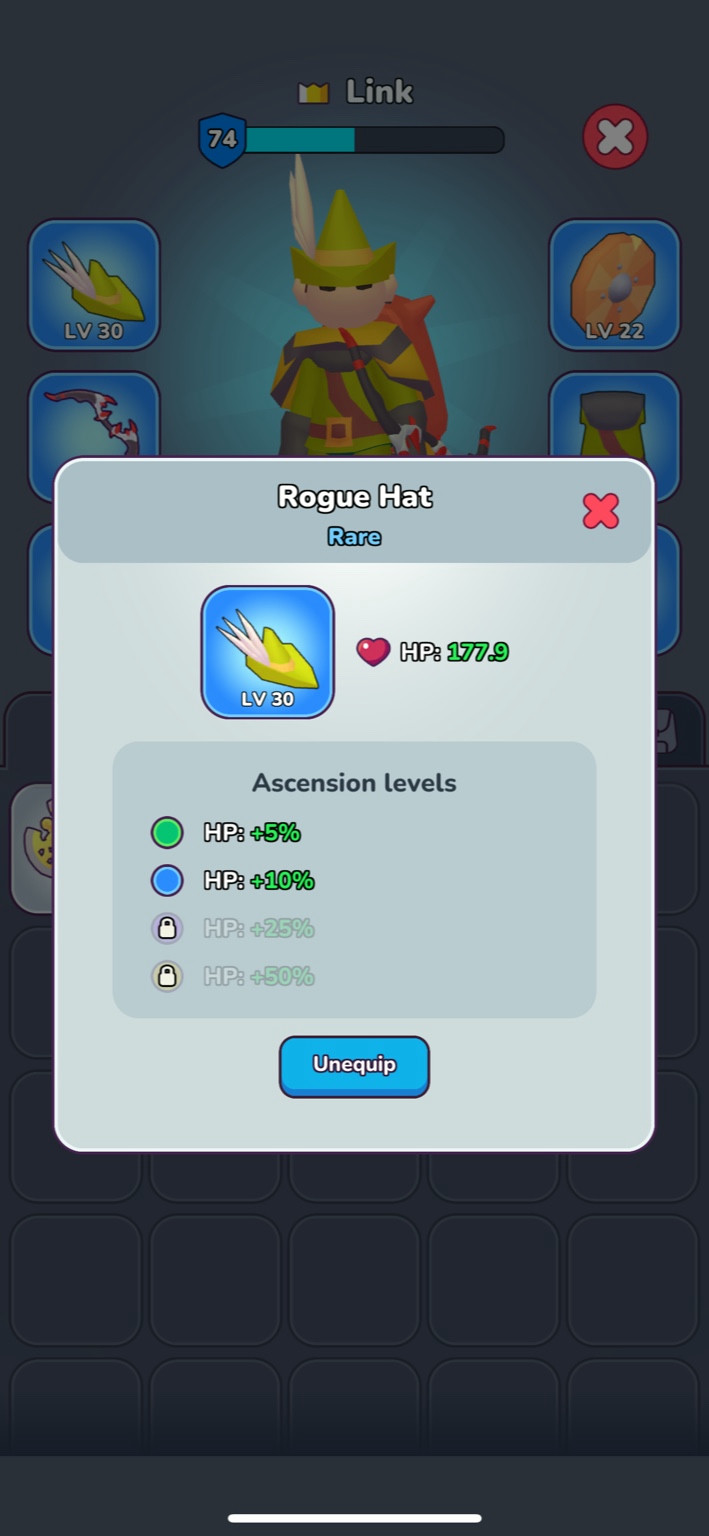 Link
74
LV 30
LV 22
Rogue Hat
Rare
LV 30
HP: 177.9
Ascension levels
HP: +5%
HP: +10%
HP: +25%
HP: +50%
Unequip